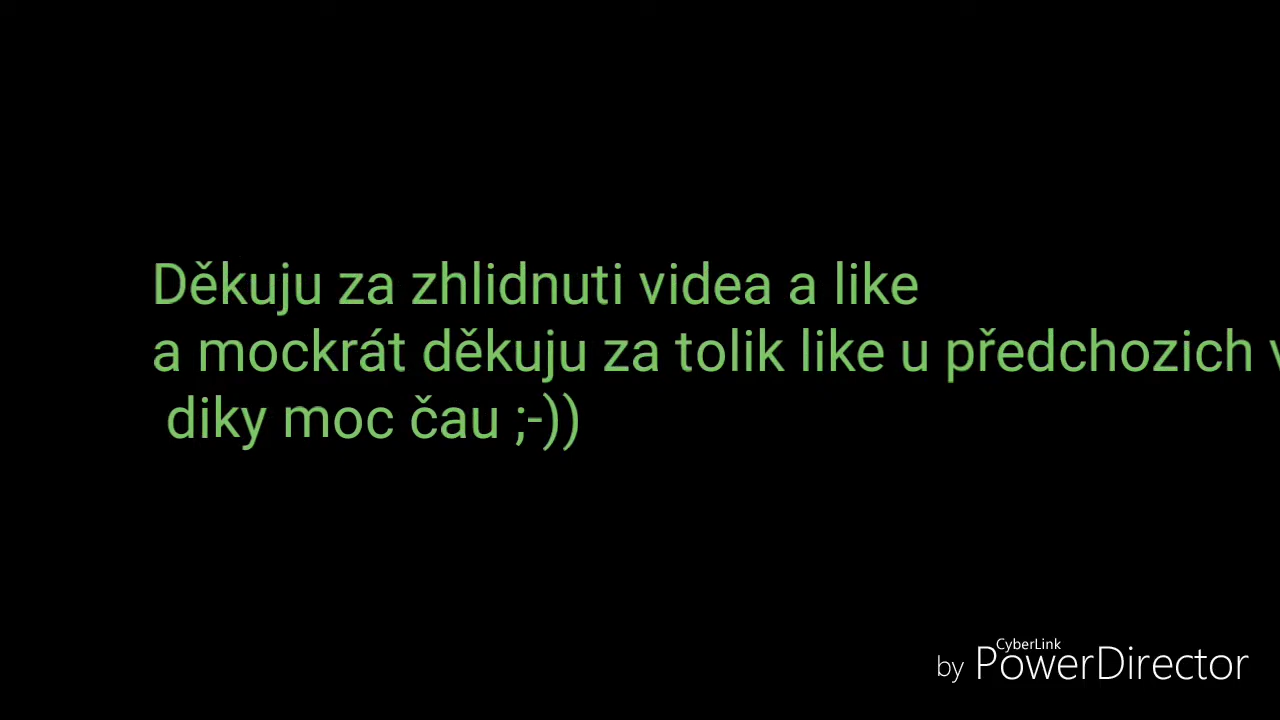 Děkuju za zhlidnuti videa a like
a mockrát děkuju za tolik like u předchozich
diky moc čau ;-))
CyberLink
by PowerDirector